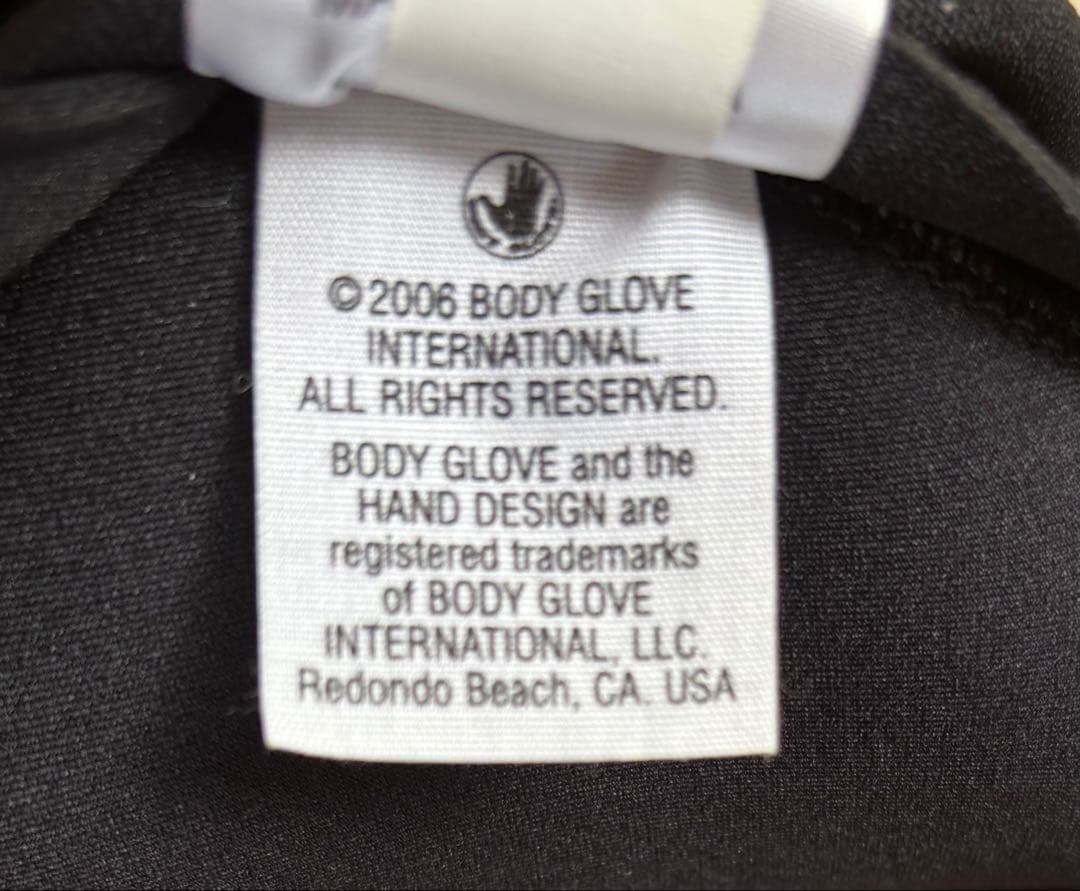 ©2006 BODY GLOVE
INTERNATIONAL.
ALL RIGHTS RESERVED.
BODY GLOVE and the
HAND DESIGN are
registered trademarks
of BODY GLOVE
INTERNATIONAL, LLC.
Redondo Beach, CA. USA